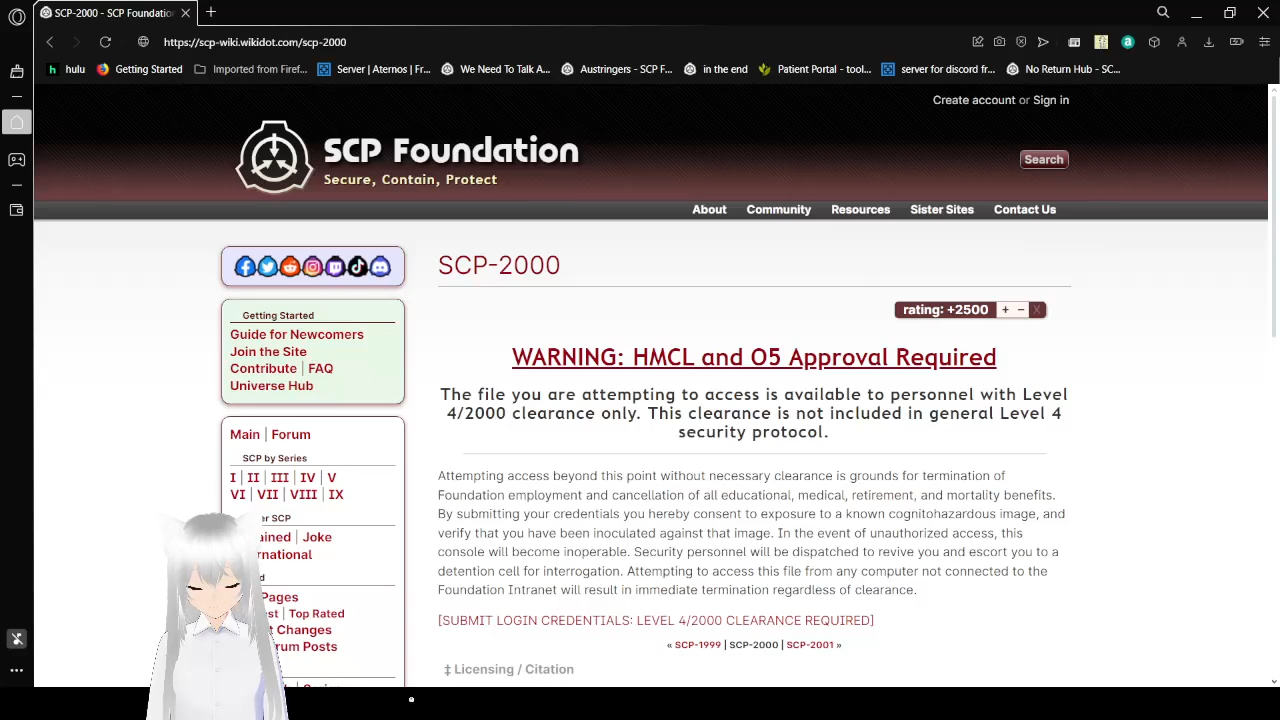 SCP-2000 - SCP Foundation
https://scp-wiki.wikidot.com/scp-2000
hulu
Getting Started
Imported from Firef...
Server | Aternos | Fr...
We Need To Talk A...
Austringers - SCP F...
in the end
Patient Portal - tool...
server for discord fr...
No Return Hub - SC...
Create account or Sign in
SCP Foundation
Secure, Contain, Protect
Search
About
Community
Resources
Sister Sites
Contact Us
Getting Started
Guide for Newcomers
Join the Site
Contribute | FAQ
Universe Hub
Main | Forum
SCP by Series
I | II | III | IV | V
VI | VII | VIII | IX
er SCP
ained | Joke
rnational
d
Pages
est | Top Rated
t Changes
rum Posts
SCP-2000
rating: +2500 + − X
WARNING: HMCL and O5 Approval Required
The file you are attempting to access is available to personnel with Level
4/2000 clearance only. This clearance is not included in general Level 4
security protocol.
Attempting access beyond this point without necessary clearance is grounds for termination of
Foundation employment and cancellation of all educational, medical, retirement, and mortality benefits.
By submitting your credentials you hereby consent to exposure to a known cognitohazardous image, and
verify that you have been inoculated against that image. In the event of unauthorized access, this
console will become inoperable. Security personnel will be dispatched to revive you and escort you to a
detention cell for interrogation. Attempting to access this file from any computer not connected to the
Foundation Intranet will result in immediate termination regardless of clearance.
[SUBMIT LOGIN CREDENTIALS: LEVEL 4/2000 CLEARANCE REQUIRED]
« SCP-1999 | SCP-2000 | SCP-2001 »
‡ Licensing / Citation